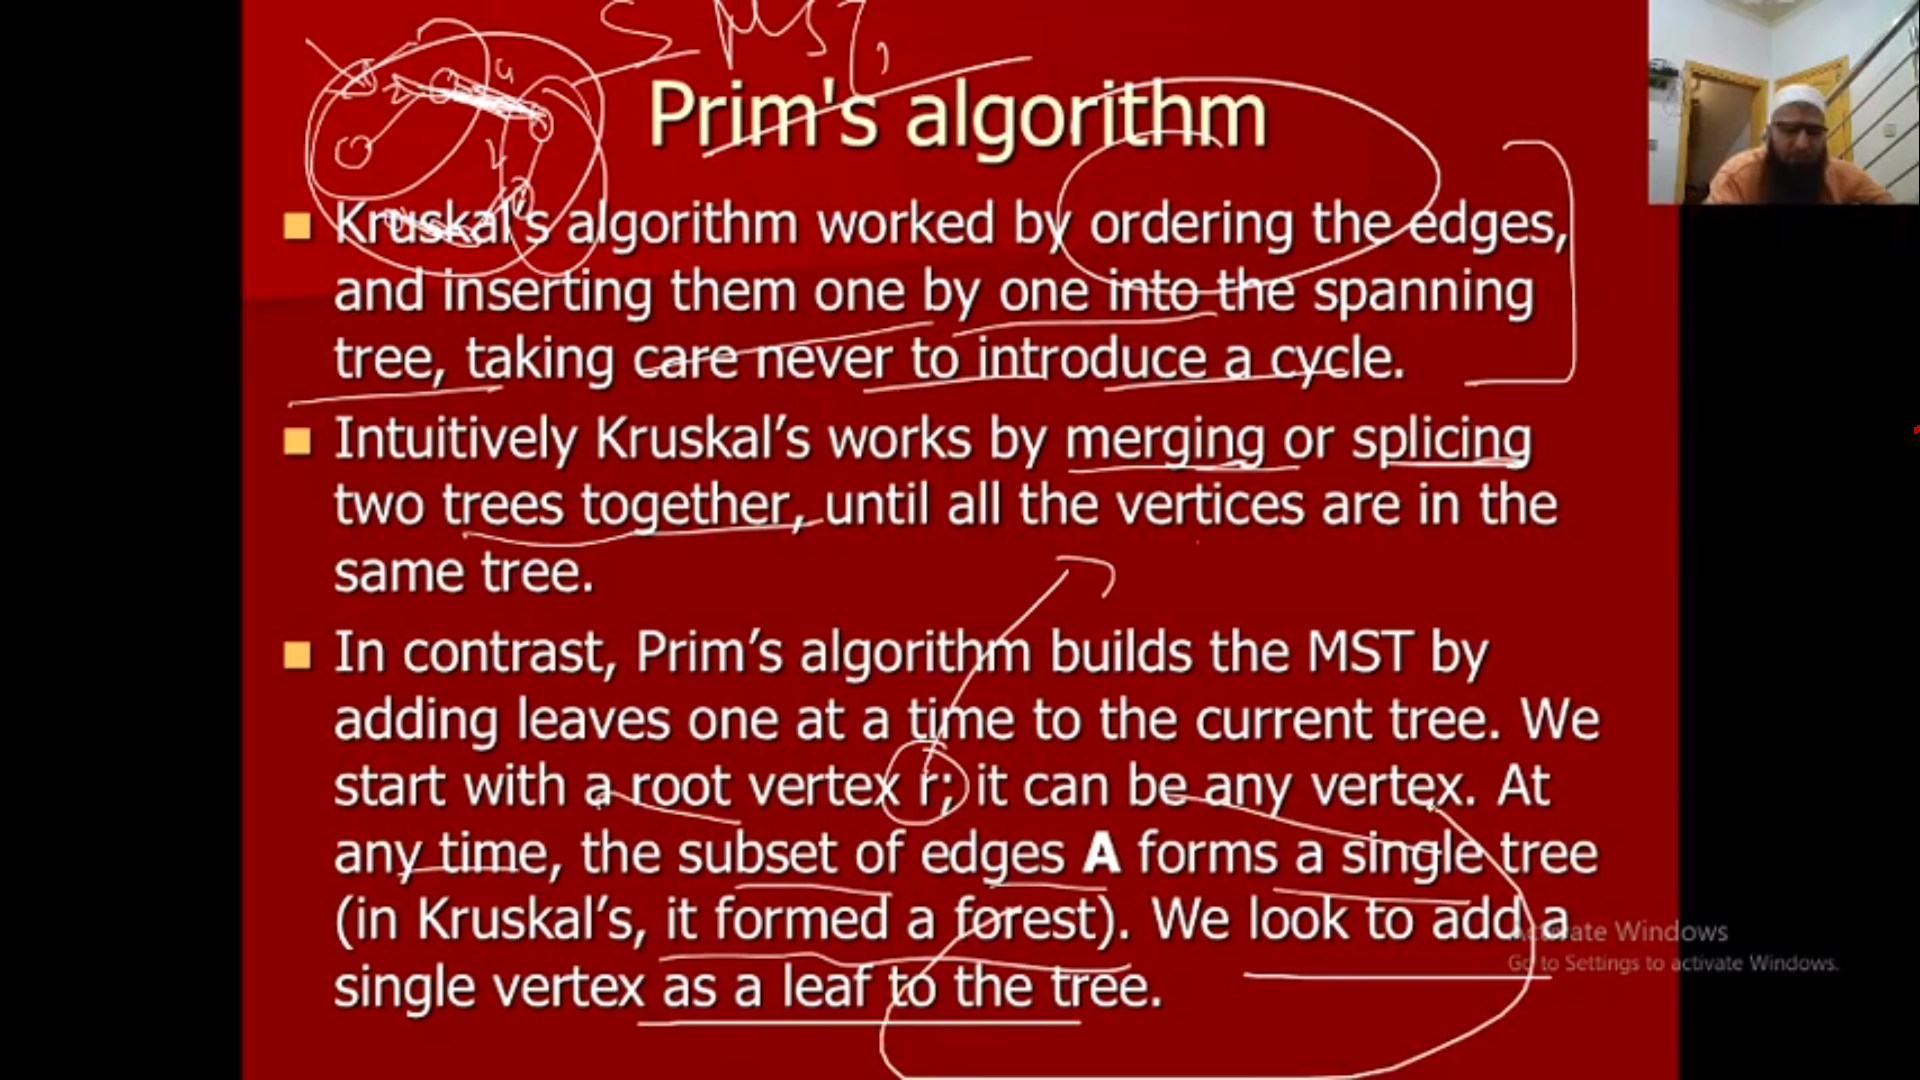 MST,
Prim's algorithm
Kruskal's algorithm worked by ordering the edges,
and inserting them one by one into the spanning
tree, taking care never to introduce a cycle.
Intuitively Kruskal’s works by merging or splicing
two trees together, until all the vertices are in the
same tree.
In contrast, Prim’s algorithm builds the MST by
adding leaves one at a time to the current tree. We
start with a root vertex r; it can be any vertex. At
any time, the subset of edges A forms a single tree
(in Kruskal’s, it formed a forest). We look to add a
single vertex as a leaf to the tree.
Activate Windows
Go to Settings to activate Windows.